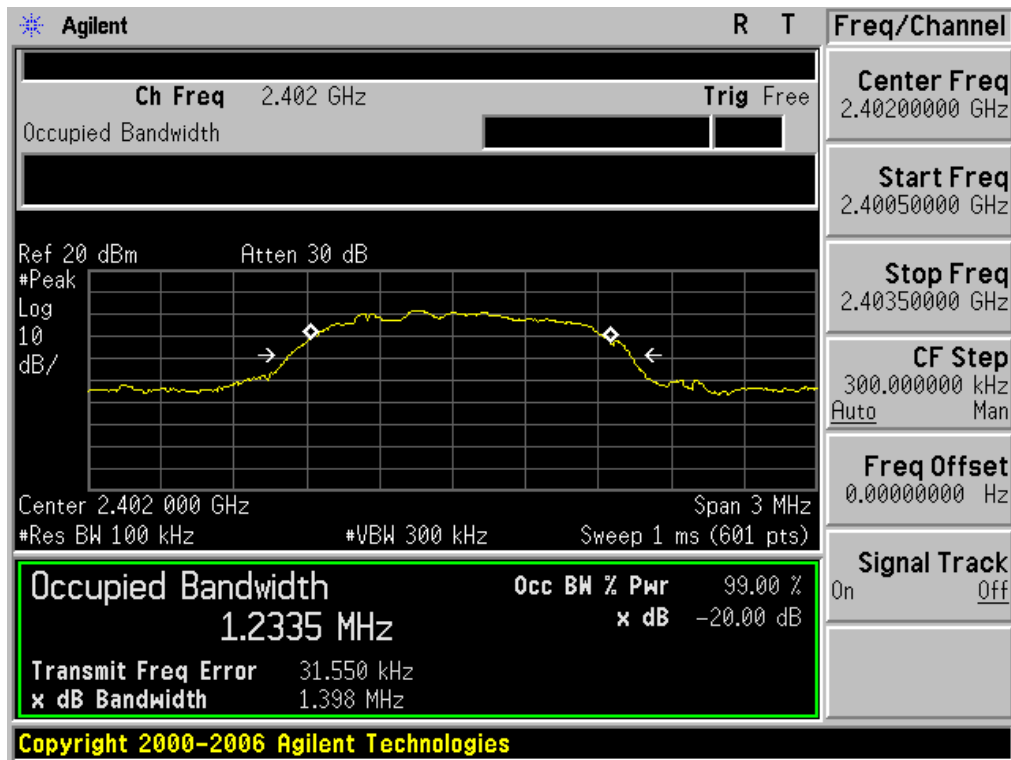 Agilent R T Freq/Channel
Ch Freq 2.402 GHz Trig Free
Occupied Bandwidth
Center Freq
2.40200000 GHz
Start Freq
2.40050000 GHz
Stop Freq
2.40350000 GHz
CF Step
300.000000 kHz
Auto Man
Freq Offset
0.00000000 Hz
Signal Track
On Off
Ref 20 dBm Atten 30 dB
#Peak
Log
10
dB/
Center 2.402 000 GHz Span 3 MHz
#Res BW 100 kHz #VBW 300 kHz Sweep 1 ms (601 pts)
Occupied Bandwidth Occ BW % Pwr 99.00 %
1.2335 MHz x dB -20.00 dB
Transmit Freq Error 31.550 kHz
x dB Bandwidth 1.398 MHz
Copyright 2000-2006 Agilent Technologies